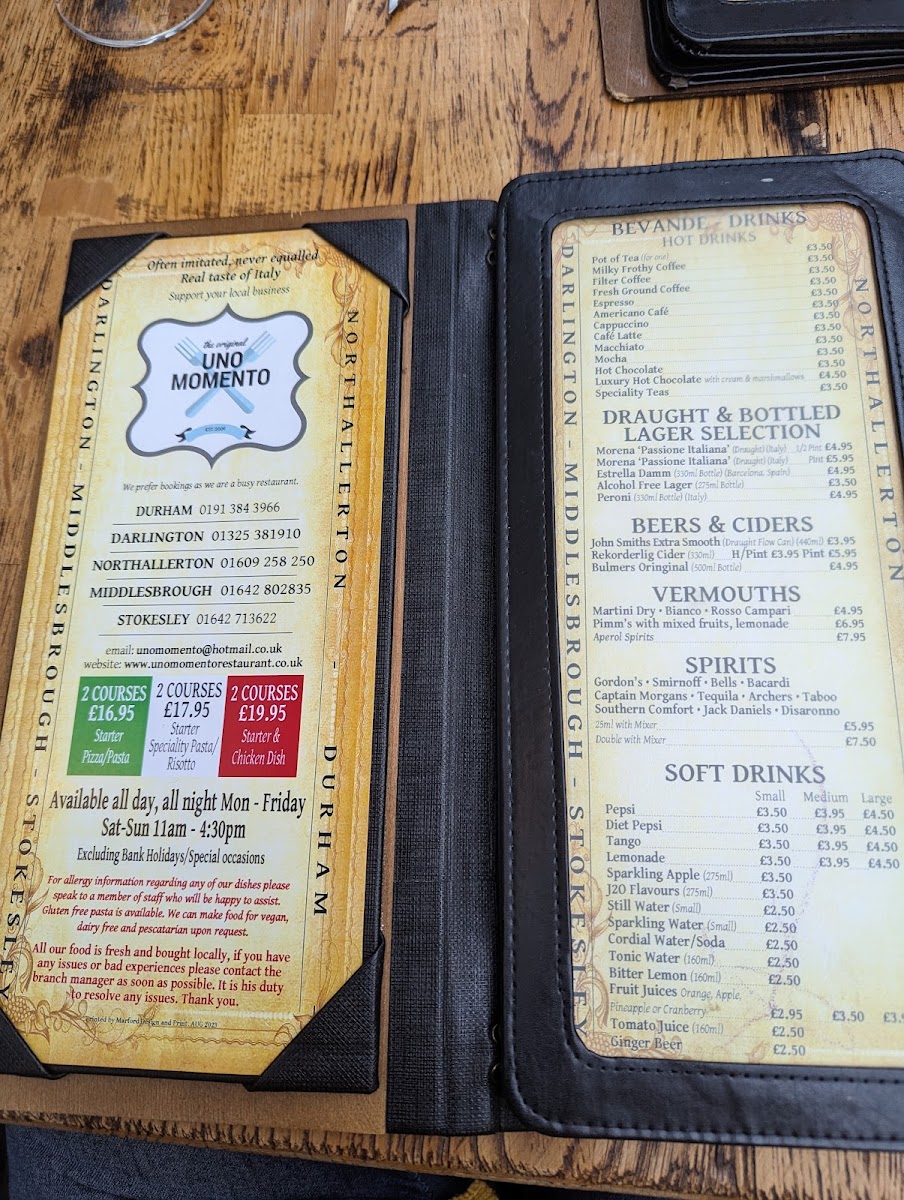 Often imitated, never equalled
Real taste of Italy
Support your local business
the original
UNO
MOMENTO
We prefer bookings as we are a busy restaurant.
DURHAM 0191 384 3966
DARLINGTON 01325 381910
NORTHALLERTON 01609 258 250
MIDDLESBROUGH 01642 802835
STOKESLEY 01642 713622
email: unomomento@hotmail.co.uk
website: www.unomomentorestaurant.co.uk
2 COURSES
£16.95
Starter
Pizza/Pasta
2 COURSES
£17.95
Starter
Speciality Pasta/
Risotto
2 COURSES
£19.95
Starter &
Chicken Dish
Available all day, all night Mon - Friday
Sat-Sun 11am - 4:30pm
Excluding Bank Holidays/Special occasions
For allergy information regarding any of our dishes please
speak to a member of staff who will be happy to assist.
Gluten free pasta is available. We can make food for vegan,
dairy free and pescatarian upon request.
All our food is fresh and bought locally, if you have
any issues or bad experiences please contact the
branch manager as soon as possible. It is his duty
to resolve any issues. Thank you.
Printed by Marford Design and Print, AUG 2023
DARLINGTON - MIDDLESBROUGH - STOKESLEY
NORTHALLERTON - DURHAM
BEVANDE - DRINKS
HOT DRINKS
Pot of Tea (for one) £3.50
Milky Frothy Coffee £3.50
Filter Coffee £3.50
Fresh Ground Coffee £3.50
Espresso £3.50
Americano Café £3.50
Cappuccino £3.50
Café Latte £3.50
Macchiato £3.50
Mocha £3.50
Hot Chocolate £3.50
Luxury Hot Chocolate with cream & marshmallows £4.50
Speciality Teas £3.50
DRAUGHT & BOTTLED
LAGER SELECTION
Morena 'Passione Italiana' (Draught) (Italy) 1/2 Pint £4.95
Morena 'Passione Italiana' (Draught) (Italy) Pint £5.95
Estrella Damm (330ml Bottle) (Barcelona, Spain) £4.95
Alcohol Free Lager (275ml Bottle) £3.50
Peroni (330ml Bottle) (Italy) £4.95
BEERS & CIDERS
John Smiths Extra Smooth (Draught Flow Can) (440ml) £3.95
Rekorderlig Cider (330ml) H/Pint £3.95 Pint £5.95
Bulmers Oringinal (500ml Bottle) £4.95
VERMOUTHS
Martini Dry • Bianco • Rosso Campari £4.95
Pimm's with mixed fruits, lemonade £6.95
Aperol Spirits £7.95
SPIRITS
Gordon's • Smirnoff • Bells • Bacardi
Captain Morgans • Tequila • Archers • Taboo
Southern Comfort • Jack Daniels • Disaronno
25ml with Mixer £5.95
Double with Mixer £7.50
SOFT DRINKS
Small Medium Large
Pepsi £3.50 £3.95 £4.50
Diet Pepsi £3.50 £3.95 £4.50
Tango £3.50 £3.95 £4.50
Lemonade £3.50 £3.95 £4.50
Sparkling Apple (275ml) £3.50
J2O Flavours (275ml) £3.50
Still Water (Small) £2.50
Sparkling Water (Small) £2.50
Cordial Water/Soda £2.50
Tonic Water (160ml) £2.50
Bitter Lemon (160ml) £2.50
Fruit Juices Orange, Apple,
Pineapple or Cranberry £2.95 £3.50
Tomato Juice (160ml) £2.50
Ginger Beer £2.50
DARLINGTON - MIDDLESBROUGH - STOKESLEY
NORTHALLERTON